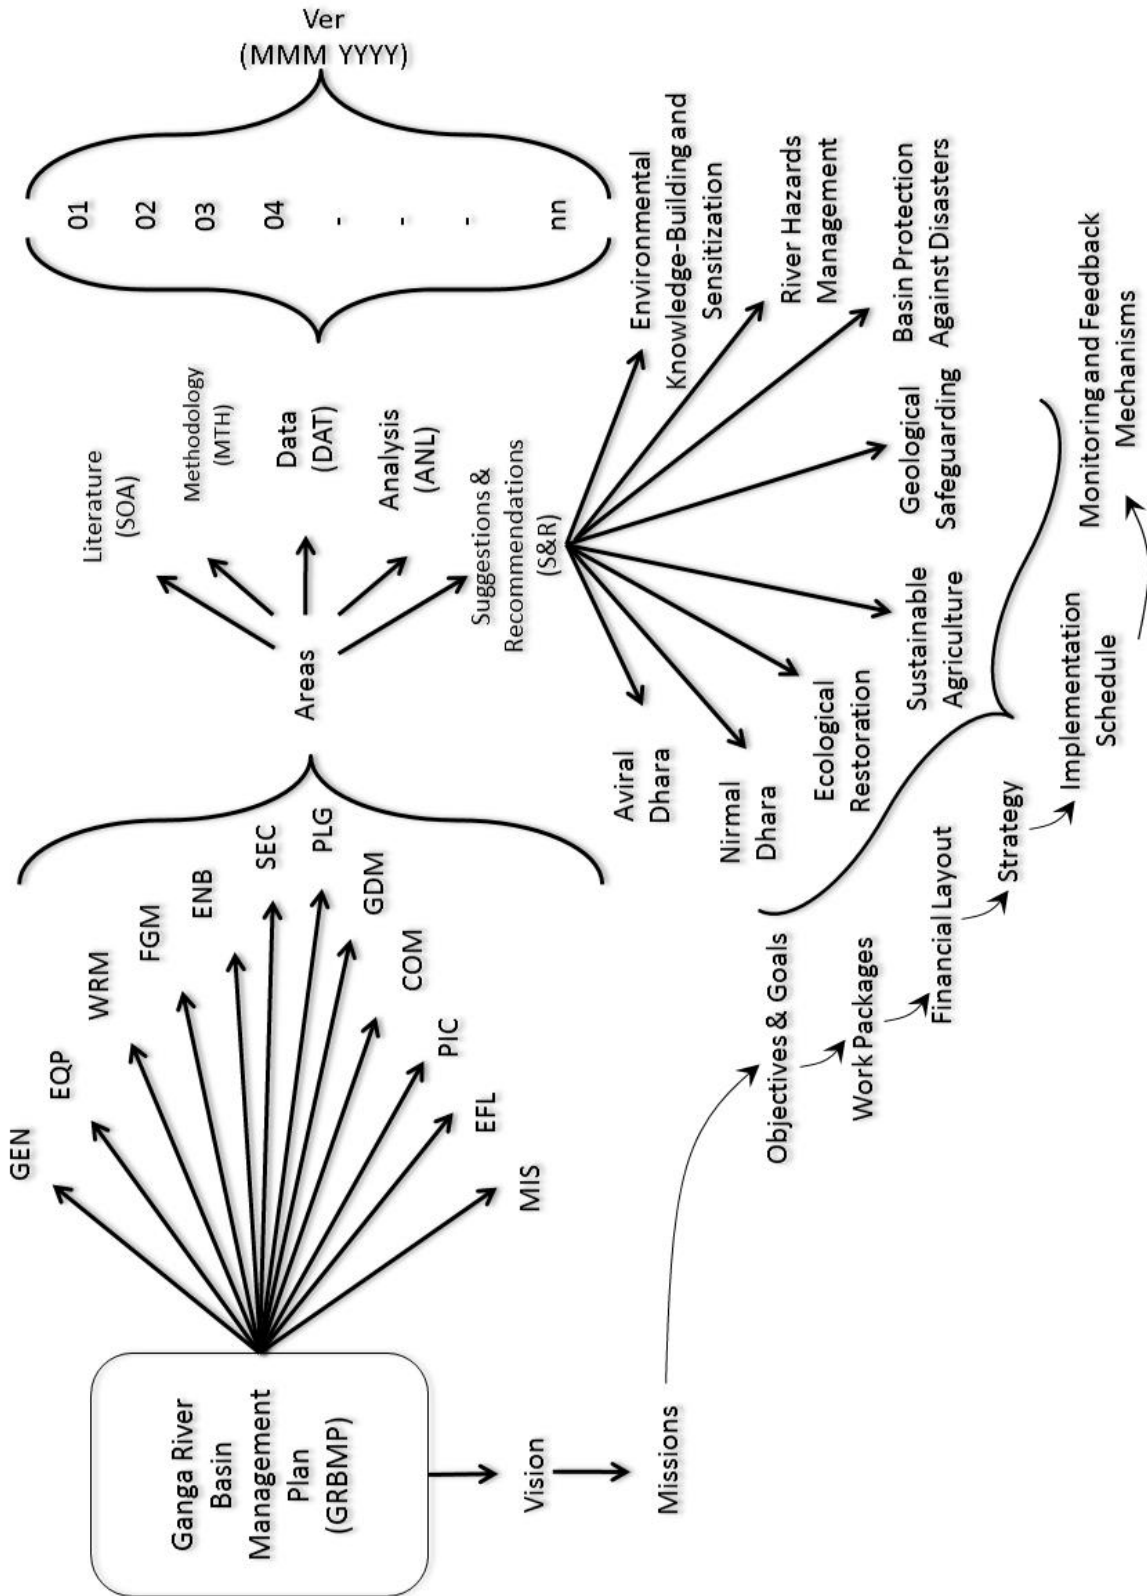 Ganga River
Basin
Management
Plan
(GRBMP)
GEN
EQP
WRM
FGM
ENB
SEC
PLG
GDM
COM
PIC
EFL
MIS
Areas
Literature
(SOA)
Methodology
(MTH)
Data
(DAT)
Analysis
(ANL)
Suggestions &
Recommendations
(S&R)
01
02
03
04
-
-
-
nn
Ver
(MMM YYYY)
Aviral
Dhara
Nirmal
Dhara
Ecological
Restoration
Sustainable
Agriculture
Geological
Safeguarding
Basin Protection
Against Disasters
River Hazards
Management
Environmental
Knowledge-Building and
Sensitization
Vision
Missions
Objectives & Goals
Work Packages
Financial Layout
Strategy
Implementation
Schedule
Monitoring and Feedback
Mechanisms